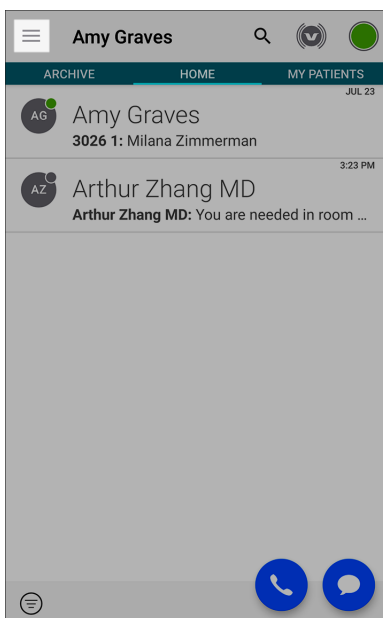 Amy Graves
ARCHIVE HOME MY PATIENTS
JUL 23
AG Amy Graves
3026 1: Milana Zimmerman
3:23 PM
AZ Arthur Zhang MD
Arthur Zhang MD: You are needed in room ...